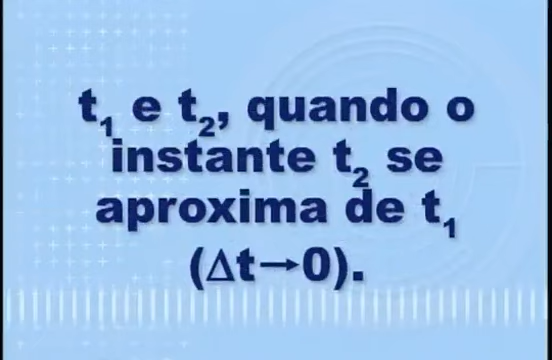 t₁ e t₂, quando o
instante t₂ se
aproxima de t₁
(Δt→0).